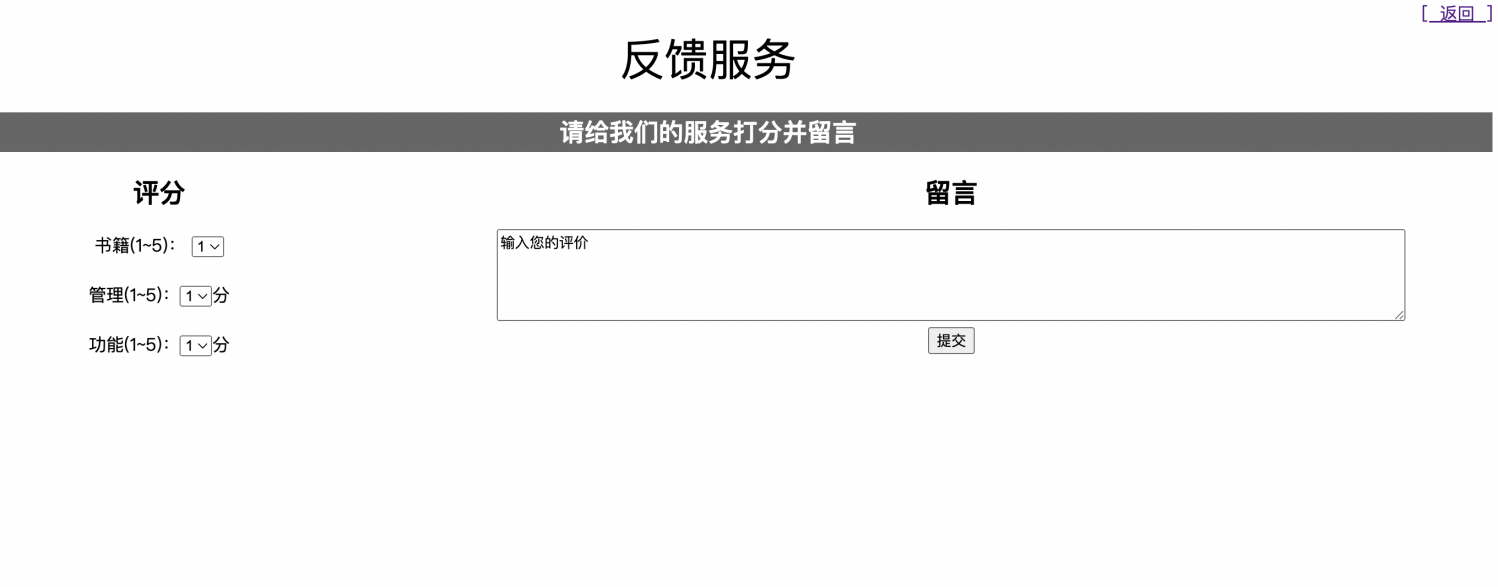 [ 返回 ]
反馈服务
请给我们的服务打分并留言
评分
书籍(1~5)： 1
管理(1~5)： 1 分
功能(1~5)： 1 分
留言
输入您的评价
提交